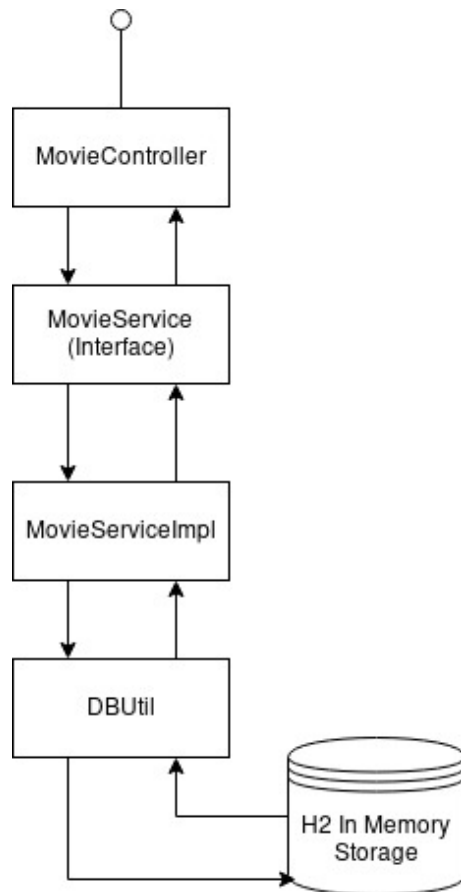 MovieController
MovieService
(Interface)
MovieServiceImpl
DBUtil
H2 In Memory
Storage